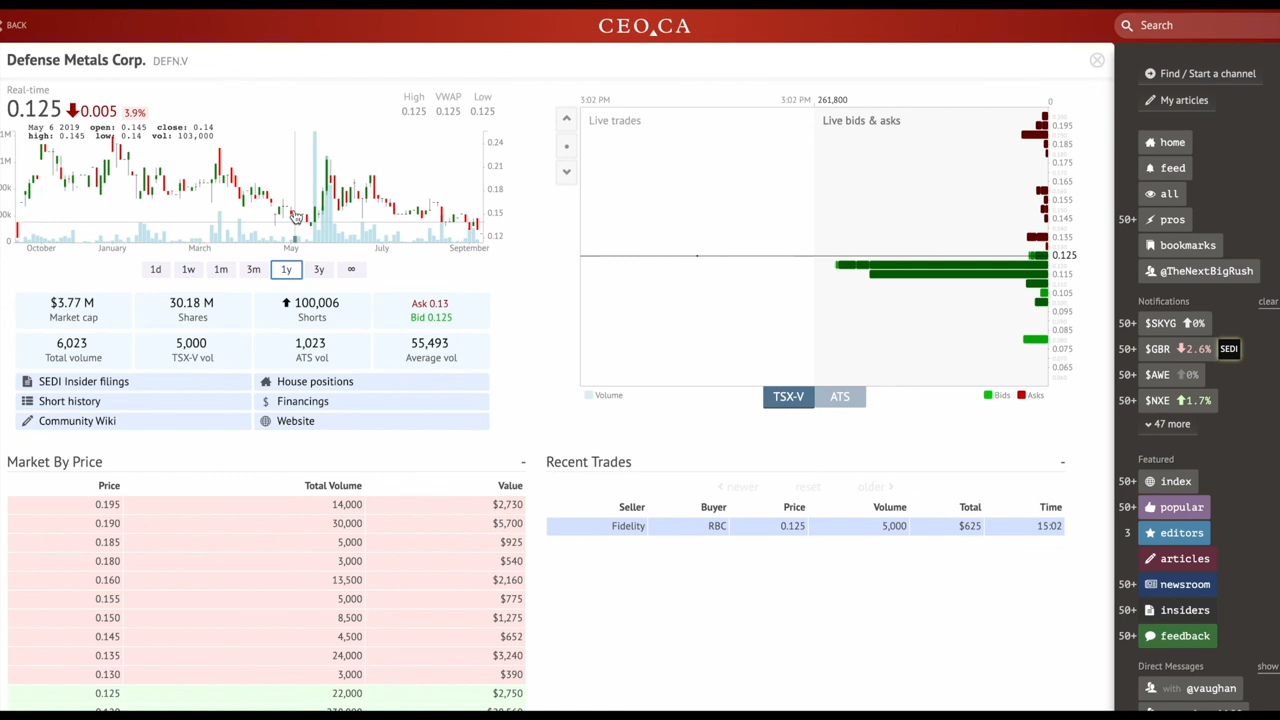 BACK
CEO.CA
Search
Defense Metals Corp. DEFN.V
Real-time
0.125 0.005 3.9%
High VWAP Low
0.125 0.125 0.125
May 6 2019 open: 0.145 close: 0.14
high: 0.145 low: 0.14 vol: 103,000
0.24
0.21
0.18
0.15
0.12
0
October January March May July September
1d 1w 1m 3m 1y 3y ∞
$3.77 M
Market cap
30.18 M
Shares
100,006
Shorts
Ask 0.13
Bid 0.125
6,023
Total volume
5,000
TSX-V vol
1,023
ATS vol
55,493
Average vol
SEDI Insider filings
House positions
Short history
Financings
Community Wiki
Website
3:02 PM 3:02 PM 261,800 0
Live trades
Live bids & asks
0.195
0.185
0.175
0.165
0.155
0.145
0.135
0.125
0.115
0.105
0.095
0.085
0.075
0.065
Volume
TSX-V ATS
Bids Asks
Market By Price -
Price Total Volume Value
0.195 14,000 $2,730
0.190 30,000 $5,700
0.185 5,000 $925
0.180 3,000 $540
0.160 13,500 $2,160
0.155 5,000 $775
0.150 8,500 $1,275
0.145 4,500 $652
0.135 24,000 $3,240
0.130 3,000 $390
0.125 22,000 $2,750
Recent Trades -
newer reset older
Seller Buyer Price Volume Total Time
Fidelity RBC 0.125 5,000 $625 15:02
Find / Start a channel
My articles
home
feed
all
50+ pros
bookmarks
@TheNextBigRush
Notifications clear
50+ $SKYG 0%
50+ $GBR 2.6% SEDI
50+ $AWE 0%
50+ $NXE 1.7%
47 more
Featured
50+ index
50+ popular
3 editors
articles
50+ newsroom
insiders
50+ feedback
Direct Messages show
with @vaughan